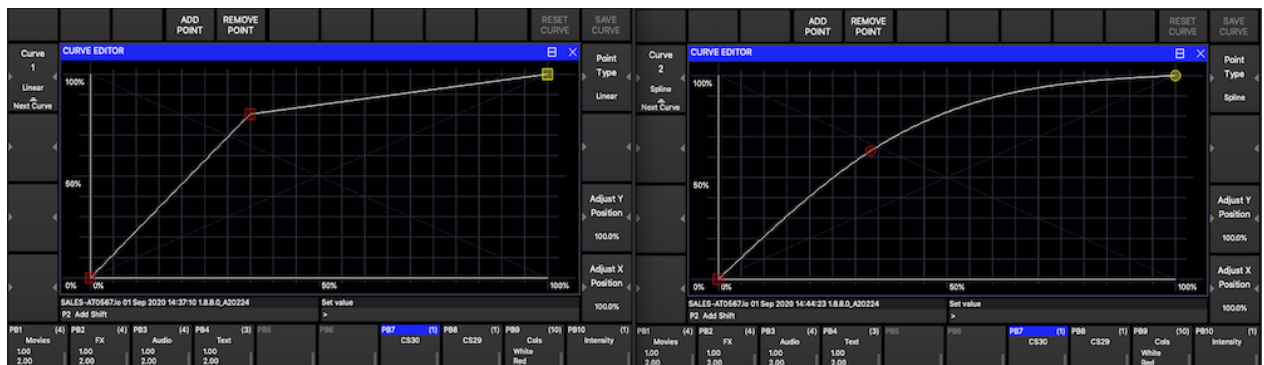 ADD POINT
REMOVE POINT
RESET CURVE
SAVE CURVE
Curve
1
Linear
Next Curve
CURVE EDITOR
100%
50%
0%
0%
50%
100%
Point
Type
Linear
Adjust Y
Position
100.0%
Adjust X
Position
100.0%
SALES-AT0567.io 01 Sep 2020 14:37:10 1.8.8.0_A20224
Set value
P2 Add Shift
>
PB1 (4) PB2 (4) PB3 (4) PB4 (3) PB5 PB6 PB7 (1) PB8 (1) PB9 (10) PB10 (1)
Movies FX Audio Text CS30 CS29 Cols Intensity
1.00 1.00 1.00 1.00 White
2.00 2.00 2.00 2.00 Red
ADD POINT
REMOVE POINT
RESET CURVE
SAVE CURVE
Curve
2
Spline
Next Curve
CURVE EDITOR
100%
50%
0%
0%
50%
100%
Point
Type
Spline
Adjust Y
Position
100.0%
Adjust X
Position
100.0%
SALES-AT0567.io 01 Sep 2020 14:44:23 1.8.8.0_A20224
Set value
P2 Add Shift
>
PB1 (4) PB2 (4) PB3 (4) PB4 (3) PB5 PB6 PB7 (1) PB8 (1) PB9 (10) PB10 (1)
Movies FX Audio Text CS30 CS29 Cols Intensity
1.00 1.00 1.00 1.00 White
2.00 2.00 2.00 2.00 Red